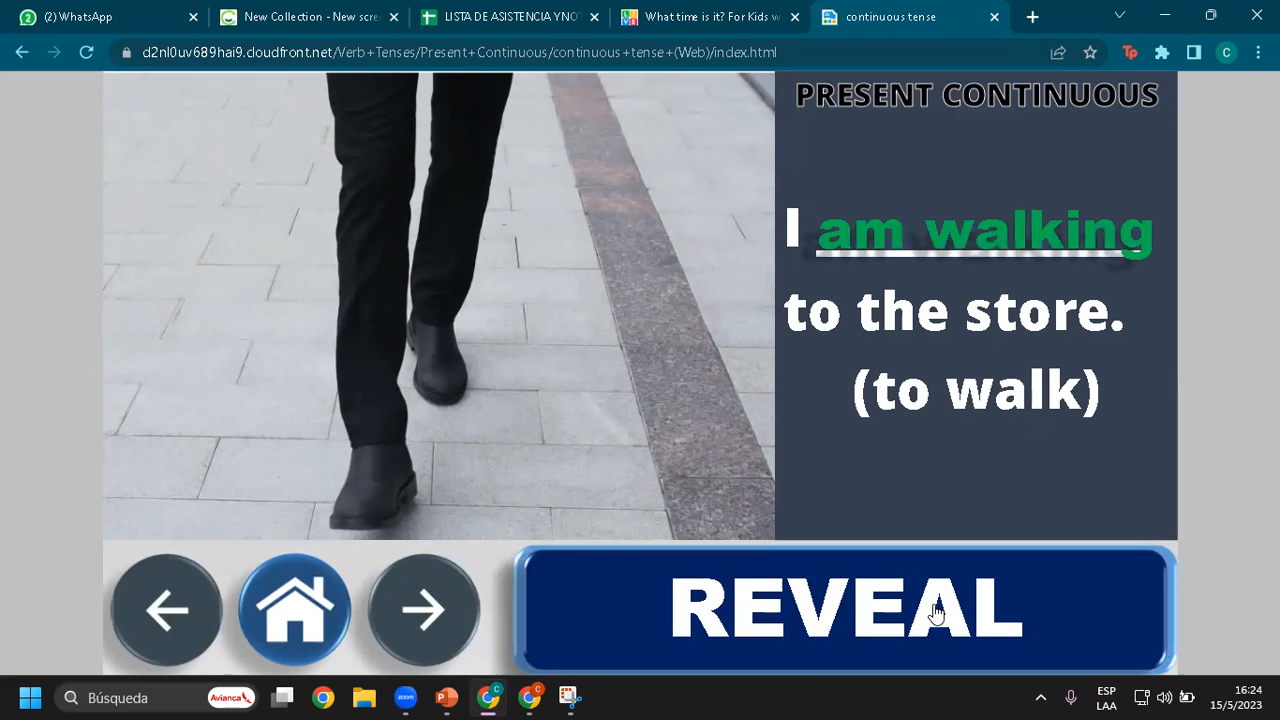 (2) WhatsApp
New Collection - New scre
LISTA DE ASISTENCIA YNOT
What time is it? For Kids w
continuous tense
d2nl0uv689hai9.cloudfront.net/Verb+Tenses/Present+Continuous/continuous+tense+(Web)/index.html
Tp
C
PRESENT CONTINUOUS
I am walking
to the store.
(to walk)
REVEAL
Búsqueda
Avianca
zoom
ESP
LAA
16:24
15/5/2023